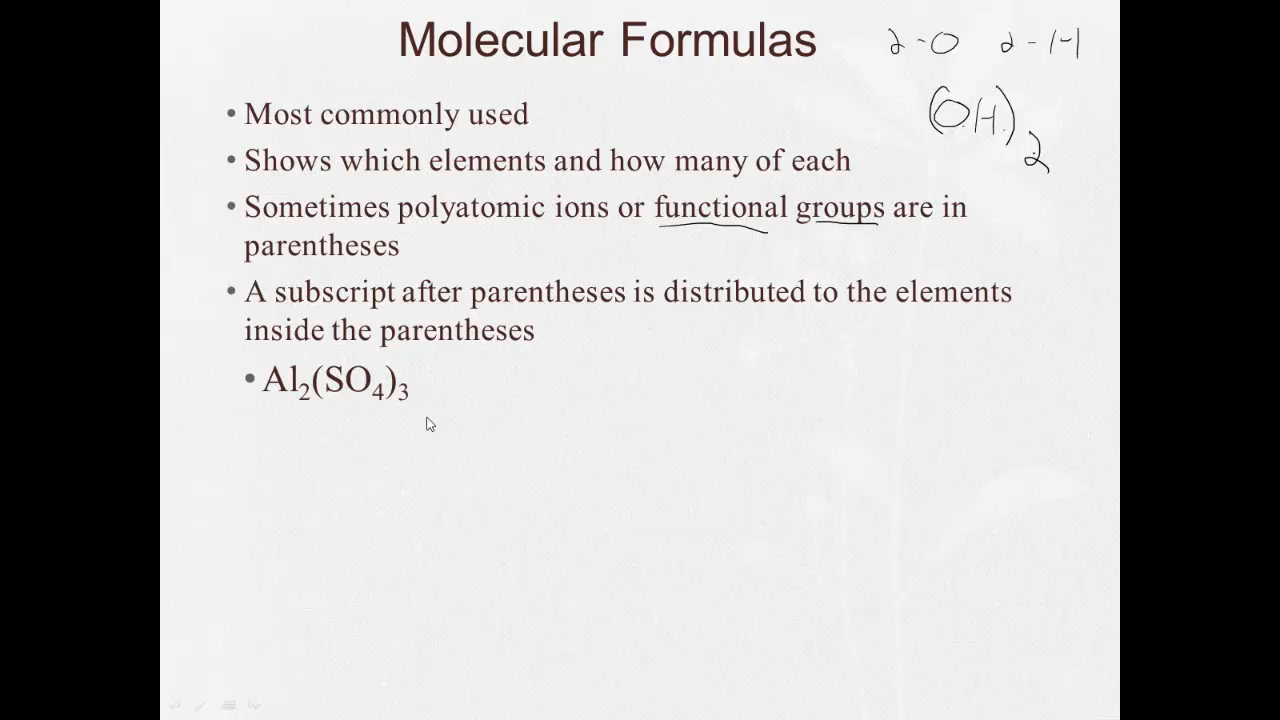 Molecular Formulas
2-O 2-H
(OH)2
• Most commonly used
• Shows which elements and how many of each
• Sometimes polyatomic ions or functional groups are in
parentheses
• A subscript after parentheses is distributed to the elements
inside the parentheses
• Al₂(SO₄)₃